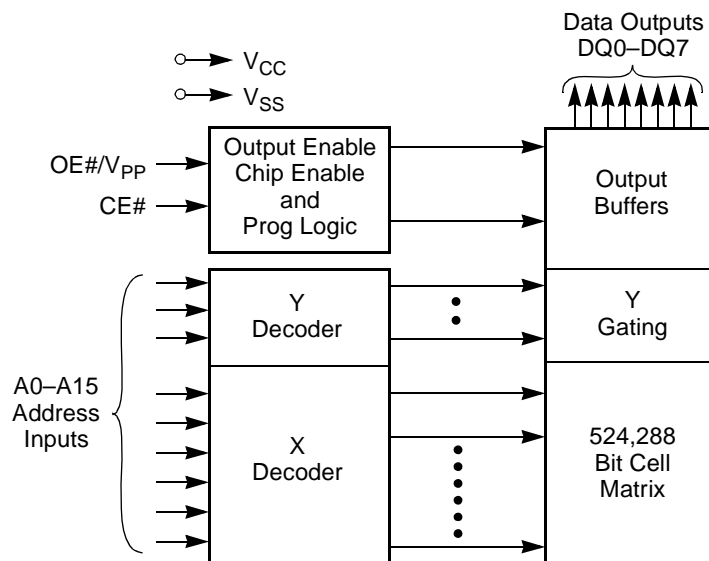 Data Outputs
DQ0–DQ7
VCC
VSS
OE#/VPP
CE#
Output Enable
Chip Enable
and
Prog Logic
Output
Buffers
Y
Decoder
Y
Gating
A0–A15
Address
Inputs
X
Decoder
524,288
Bit Cell
Matrix